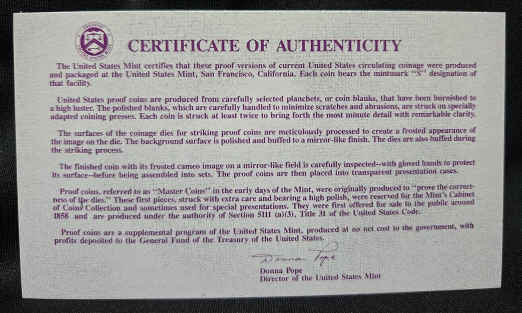 CERTIFICATE OF AUTHENTICITY
The United States Mint certifies that these proof versions of current United States circulating coinage were produced
and packaged at the United States Mint, San Francisco, California. Each coin bears the mintmark "S" designation of
that facility.
United States proof coins are produced from carefully selected planchets, or coin blanks, that have been burnished to
a high luster. The polished blanks, which are carefully handled to minimize scratches and abrasions, are struck on specially
adapted coining presses. Each coin is struck at least twice to bring forth the most minute detail with remarkable clarity.
The surfaces of the coinage dies for striking proof coins are meticulously processed to create a frosted appearance of
the image on the die. The background surface is polished and buffed to a mirror-like finish. The dies are also buffed during
the striking process.
The finished coin with its frosted cameo image on a mirror-like field is carefully inspected--with gloved hands to protect
its surface--before being assembled into sets. The proof coins are then placed into transparent presentation cases.
Proof coins, referred to as "Master Coins" in the early days of the Mint, were originally produced to "prove the correct-
ness of the dies." These first pieces, struck with extra care and bearing a high polish, were reserved for the Mint's Cabinet
of Coins Collection and sometimes used for special presentations. They were first offered for sale to the public around
1858 and are produced under the authority of Section 5111 (a)(3), Title 31 of the United States Code.
Proof coins are a supplemental program of the United States Mint, produced at no net cost to the government, with
profits deposited to the General Fund of the Treasury of the United States.
Donna Pope
Donna Pope
Director of the United States Mint